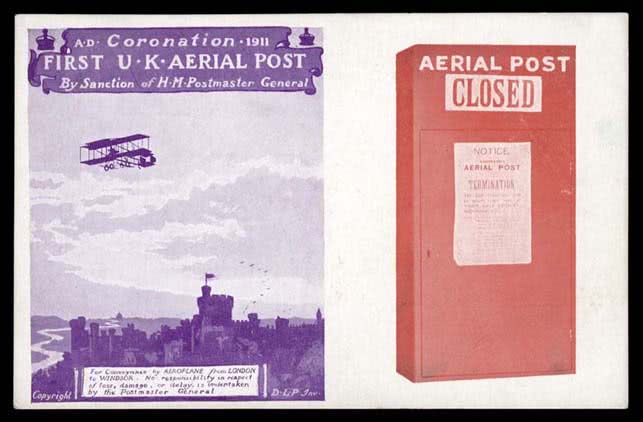 A·D· Coronation · 1911
FIRST U·K·AERIAL POST
By Sanction of H·M·Postmaster General
For Conveyance by AEROPLANE from LONDON
to WINDSOR. No responsibility in respect
of loss, damage, or delay, is undertaken
by the Postmaster General
Copyright
D·L·P Inv.
AERIAL POST
CLOSED
NOTICE.
AERIAL POST
TERMINATION